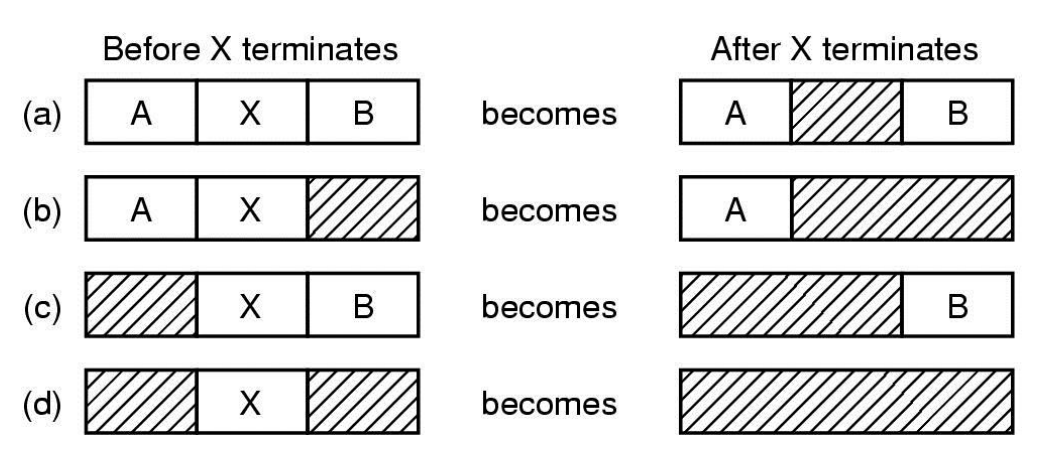 Before X terminates After X terminates
(a) A X B becomes A B
(b) A X becomes A
(c) X B becomes B
(d) X becomes